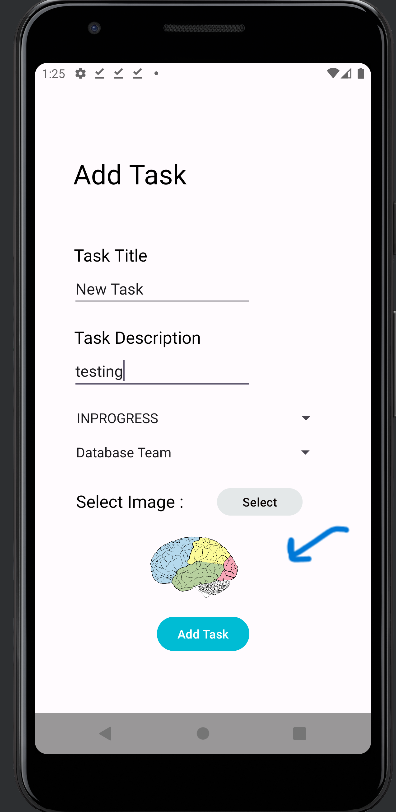 1:25
Add Task
Task Title
New Task
Task Description
testing
INPROGRESS
Database Team
Select Image : Select
Add Task